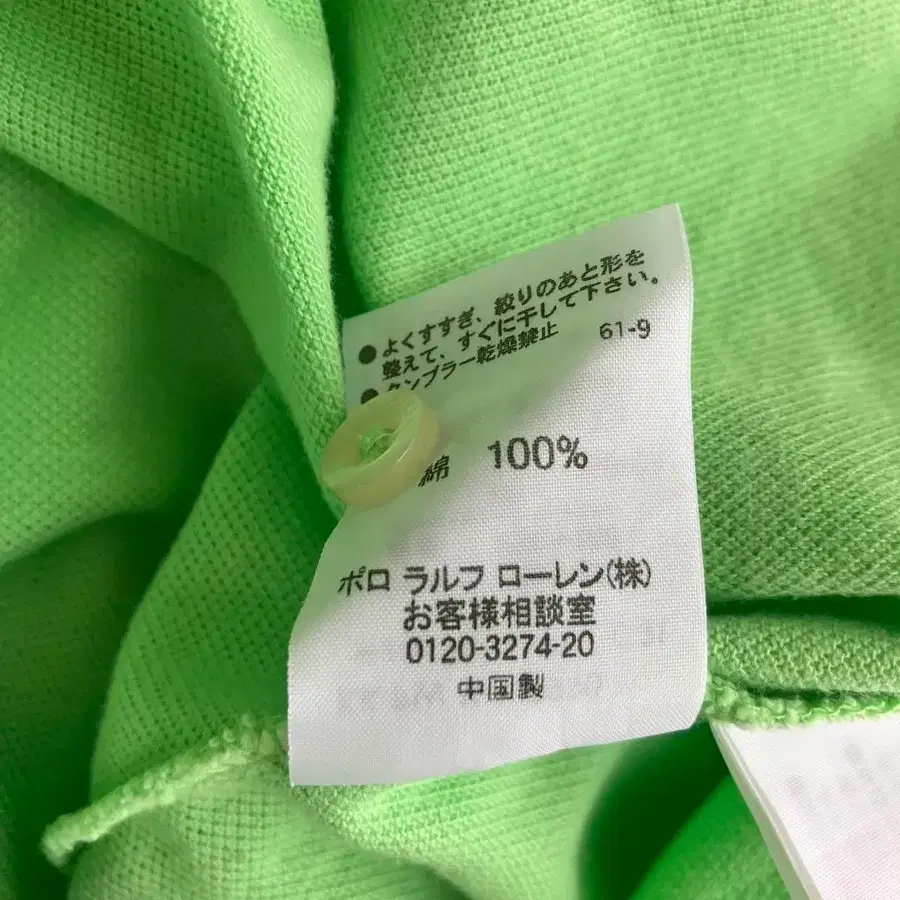 ● よくすすぎ、絞りのあと形を
整えて、すぐに干して下さい。
● タンブラー乾燥禁止 61-9
綿 100%
ポロ ラルフ ローレン(株)
お客様相談室
0120-3274-20
中国製